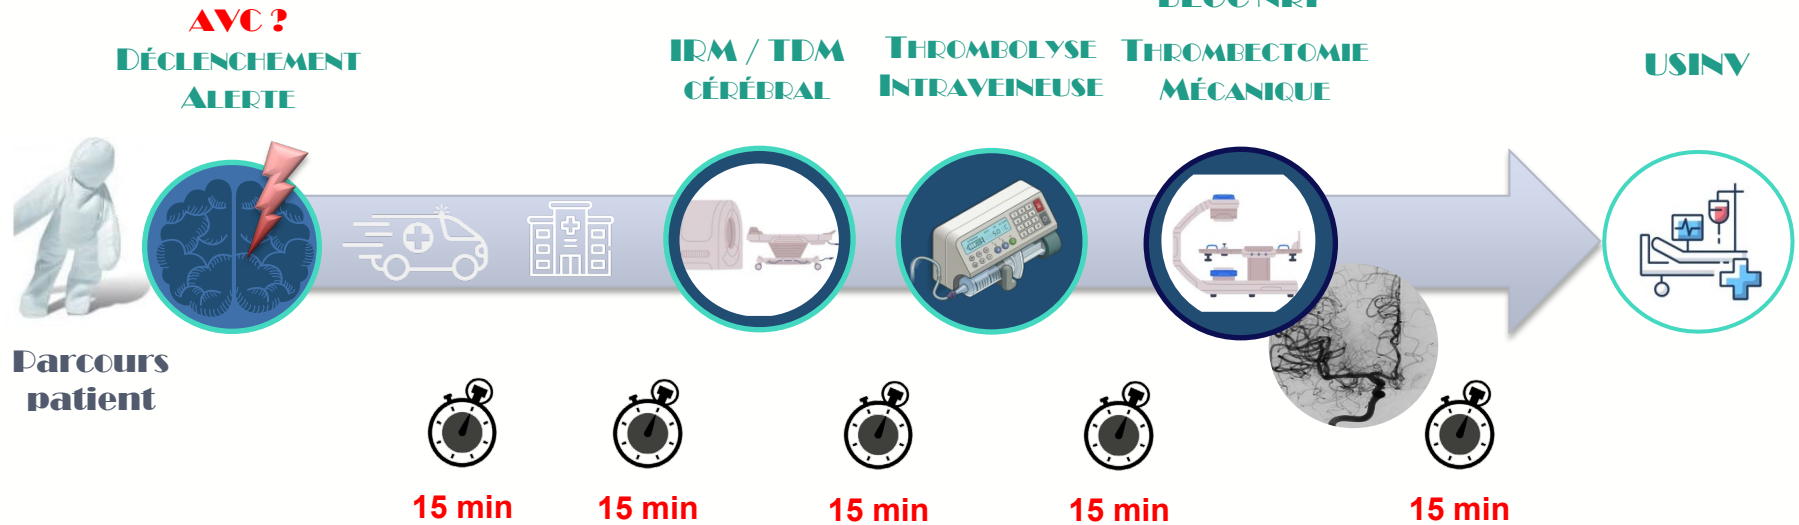 AVC ?
DÉCLENCHEMENT
ALERTE
IRM / TDM
CÉRÉBRAL
THROMBOLYSE
INTRAVEINEUSE
THROMBECTOMIE
MÉCANIQUE
USINV
Parcours
patient
15 min
15 min
15 min
15 min
15 min